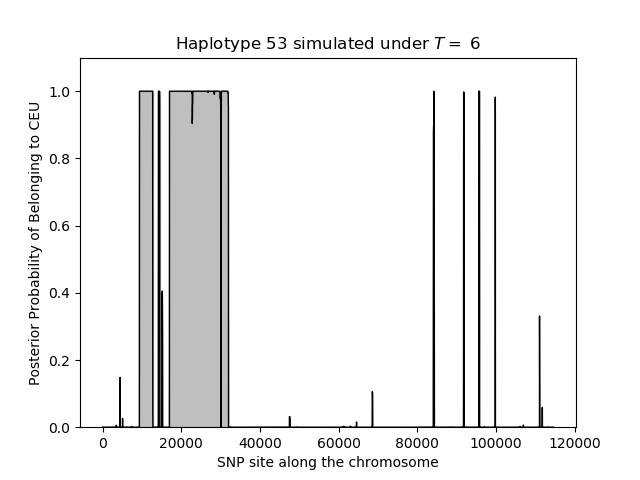 Haplotype 53 simulated under T = 6
Posterior Probability of Belonging to CEU
1.0
0.8
0.6
0.4
0.2
0.0
0 20000 40000 60000 80000 100000 120000
SNP site along the chromosome